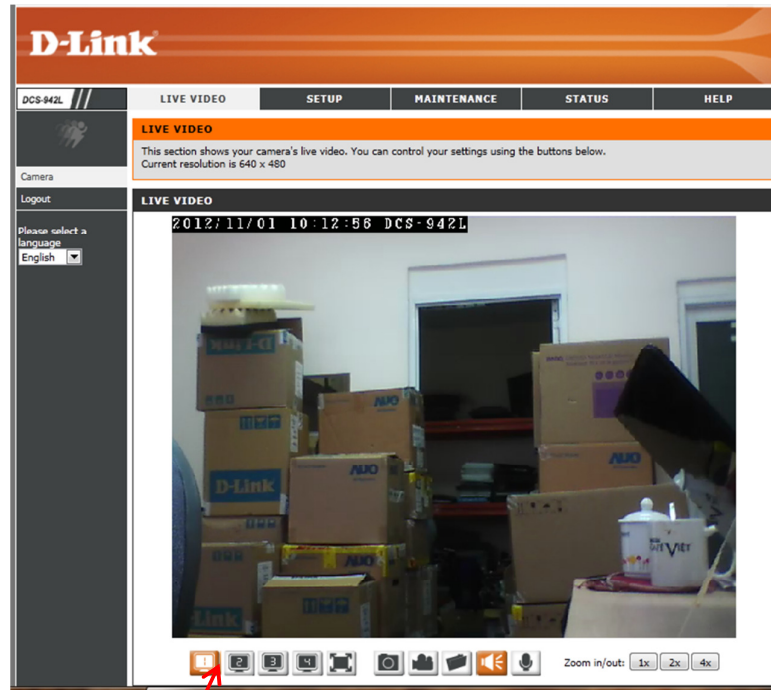 D-Link
DCS-942L
LIVE VIDEO
SETUP
MAINTENANCE
STATUS
HELP
LIVE VIDEO
This section shows your camera's live video. You can control your settings using the buttons below.
Current resolution is 640 x 480
Camera
Logout
Please select a
language
English
LIVE VIDEO
2012/11/01 10:12:56 DCS-942L
D-Link
AUO
AUO
D-Link
AUO
AUO
VIET
Link
1
2
3
4
Zoom in/out:
1x
2x
4x